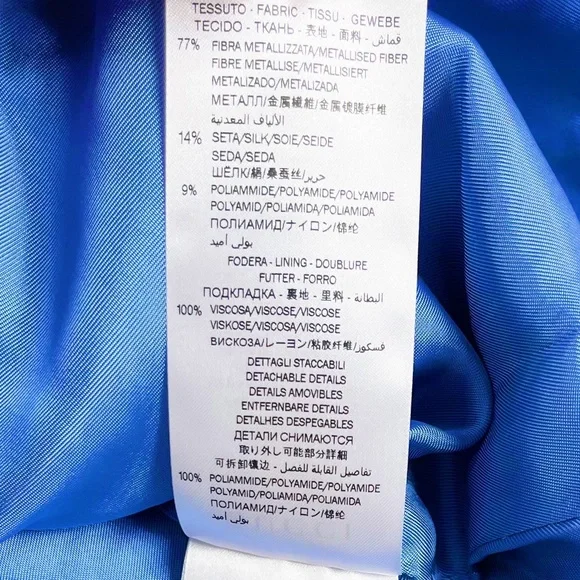 TESSUTO - FABRIC - TISSU - GEWEBE
TECIDO - ТКАНЬ - 表地 - 面料 - قماش
77% FIBRA METALLIZZATA/METALLISED FIBER
FIBRE METALLISE/METALLISIERT
METALIZADO/METALIZADA
МЕТАЛЛ/金属繊維/金属镀膜纤维
الألياف المعدنية
14% SETA/SILK/SOIE/SEIDE
SEDA/SEDA
ШЁЛК/絹/桑蚕丝/حرير
9% POLIAMMIDE/POLYAMIDE/POLYAMIDE
POLYAMID/POLIAMIDA/POLIAMIDA
ПОЛИАМИД/ナイロン/锦纶
بولي أميد
FODERA - LINING - DOUBLURE
FUTTER - FORRO
ПОДКЛАДКА - 裏地 - 里料 - البطانة
100% VISCOSA/VISCOSE/VISCOSE
VISKOSE/VISCOSA/VISCOSE
ВИСКОЗА/レーヨン/粘胶纤维/فسكوز
DETTAGLI STACCABILI
DETACHABLE DETAILS
DETAILS AMOVIBLES
ENTFERNBARE DETAILS
DETALHES DESPEGABLES
ДЕТАЛИ СНИМАЮТСЯ
取り外し可能部分詳細
可拆卸镶边 - تفاصيل القابلة للفصل
100% POLIAMMIDE/POLYAMIDE/POLYAMIDE
POLYAMID/POLIAMIDA/POLIAMIDA
ПОЛИАМИД/ナイロン/锦纶
بولي أميد